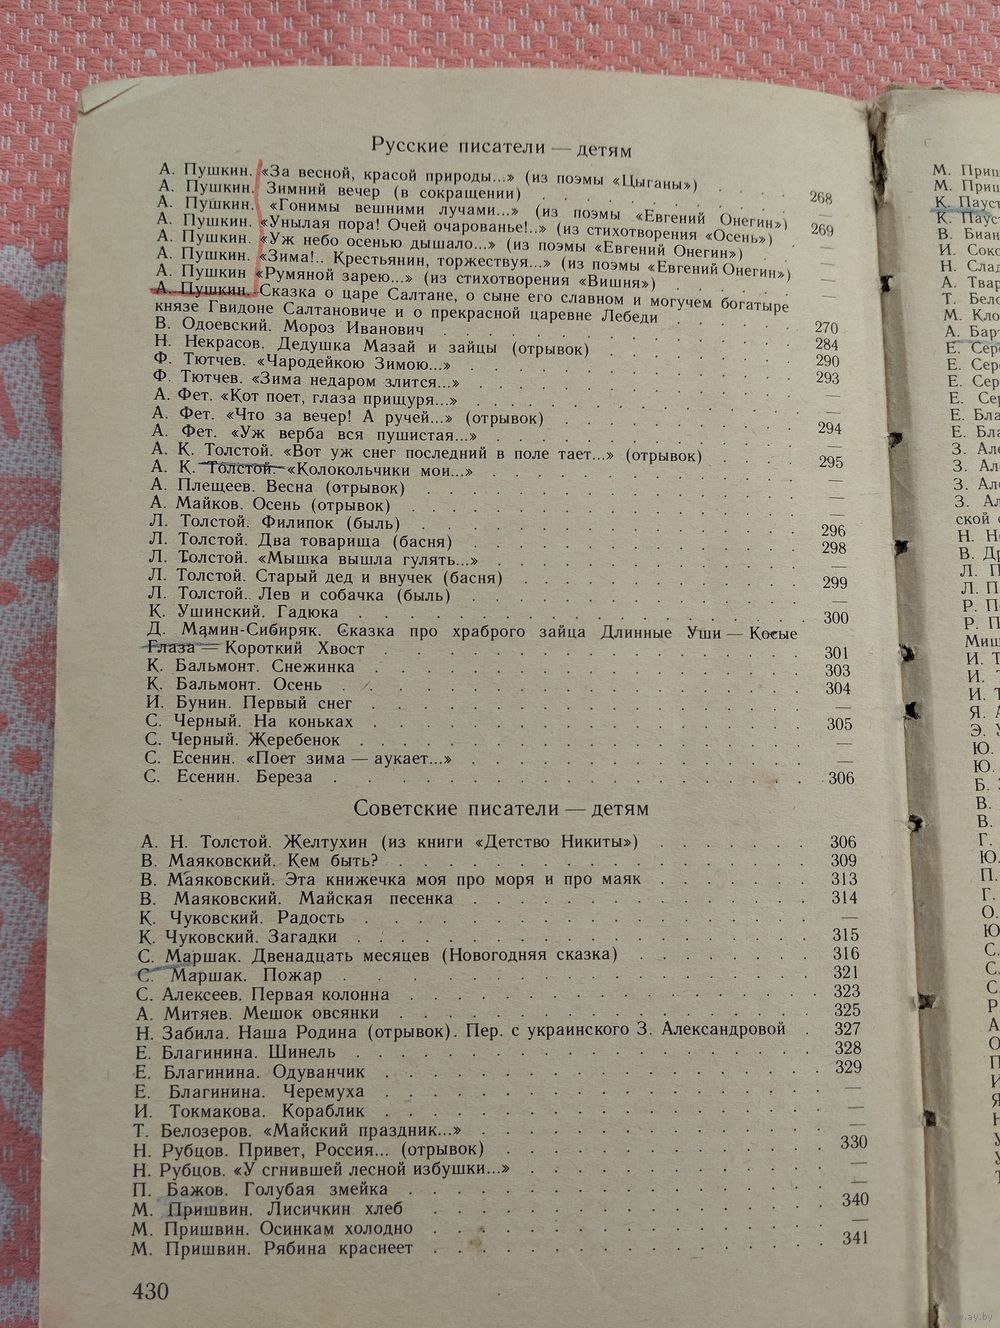 Русские писатели — детям
А. Пушкин. «За весной, красой природы...» (из поэмы «Цыганы») . . —
А. Пушкин. Зимний вечер (в сокращении) . . . . 268
А. Пушкин. «Гонимы вешними лучами...» (из поэмы «Евгений Онегин») —
А. Пушкин. «Унылая пора! Очей очарованье!..» (из стихотворения «Осень») 269
А. Пушкин. «Уж небо осенью дышало...» (из поэмы «Евгений Онегин») . . —
А. Пушкин. «Зима!.. Крестьянин, торжествуя...» (из поэмы «Евгений Онегин») —
А. Пушкин «Румяной зарею...» (из стихотворения «Вишня») . . . . —
А. Пушкин. Сказка о царе Салтане, о сыне его славном и могучем богатыре
князе Гвидоне Салтановиче и о прекрасной царевне Лебеди . . . . 270
В. Одоевский. Мороз Иванович . . . . 284
Н. Некрасов. Дедушка Мазай и зайцы (отрывок) . . . . 290
Ф. Тютчев. «Чародейкою Зимою...» . . . . 293
Ф. Тютчев. «Зима недаром злится...» . . . . —
А. Фет. «Кот поет, глаза прищуря...» . . . . —
А. Фет. «Что за вечер! А ручей...» (отрывок) . . . . 294
А. Фет. «Уж верба вся пушистая...» . . . . —
А. К. Толстой. «Вот уж снег последний в поле тает...» (отрывок) . . . . 295
А. К. Толстой. «Колокольчики мои...» . . . . —
А. Плещеев. Весна (отрывок) . . . . —
А. Майков. Осень (отрывок) . . . . —
Л. Толстой. Филипок (быль) . . . . 296
Л. Толстой. Два товарища (басня) . . . . 298
Л. Толстой. «Мышка вышла гулять...» . . . . —
Л. Толстой. Старый дед и внучек (басня) . . . . 299
Л. Толстой. Лев и собачка (быль) . . . . —
К. Ушинский. Гадюка . . . . 300
Д. Мамин-Сибиряк. Сказка про храброго зайца Длинные Уши — Косые
Глаза — Короткий Хвост . . . . 301
К. Бальмонт. Снежинка . . . . 303
К. Бальмонт. Осень . . . . 304
И. Бунин. Первый снег . . . . —
С. Черный. На коньках . . . . 305
С. Черный. Жеребенок . . . . —
С. Есенин. «Поет зима — аукает...» . . . . —
С. Есенин. Береза . . . . 306
Советские писатели — детям
А. Н. Толстой. Желтухин (из книги «Детство Никиты») . . . . 306
В. Маяковский. Кем быть? . . . . 309
В. Маяковский. Эта книжечка моя про моря и про маяк . . . . 313
В. Маяковский. Майская песенка . . . . 314
К. Чуковский. Радость . . . . —
К. Чуковский. Загадки . . . . 315
С. Маршак. Двенадцать месяцев (Новогодняя сказка) . . . . 316
С. Маршак. Пожар . . . . 321
С. Алексеев. Первая колонна . . . . 323
А. Митяев. Мешок овсянки . . . . 325
Н. Забила. Наша Родина (отрывок). Пер. с украинского З. Александровой . 327
Е. Благинина. Шинель . . . . 328
Е. Благинина. Одуванчик . . . . 329
Е. Благинина. Черемуха . . . . —
И. Токмакова. Кораблик . . . . —
Т. Белозеров. «Майский праздник...» . . . . —
Н. Рубцов. Привет, Россия... (отрывок) . . . . 330
Н. Рубцов. «У сгнившей лесной избушки...» . . . . —
П. Бажов. Голубая змейка . . . . —
М. Пришвин. Лисичкин хлеб . . . . 340
М. Пришвин. Осинкам холодно . . . . —
М. Пришвин. Рябина краснеет . . . . 341
430